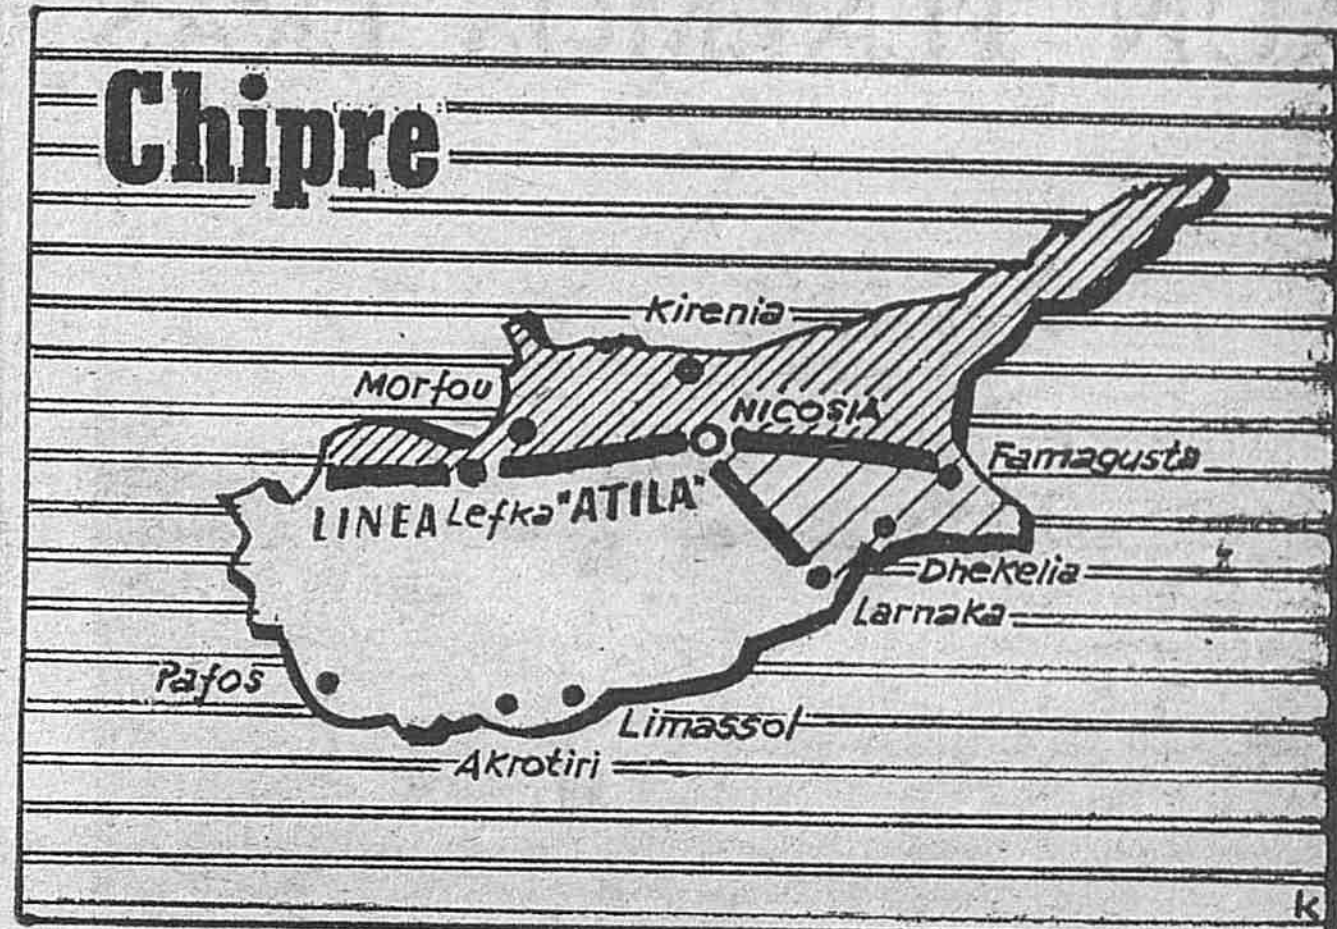 Chipre
Kirenia
Morfou
NICOSIA
Famagusta
LINEA Lefka "ATILA"
Dhekelia
Larnaka
Pafos
Limassol
Akrotiri
K